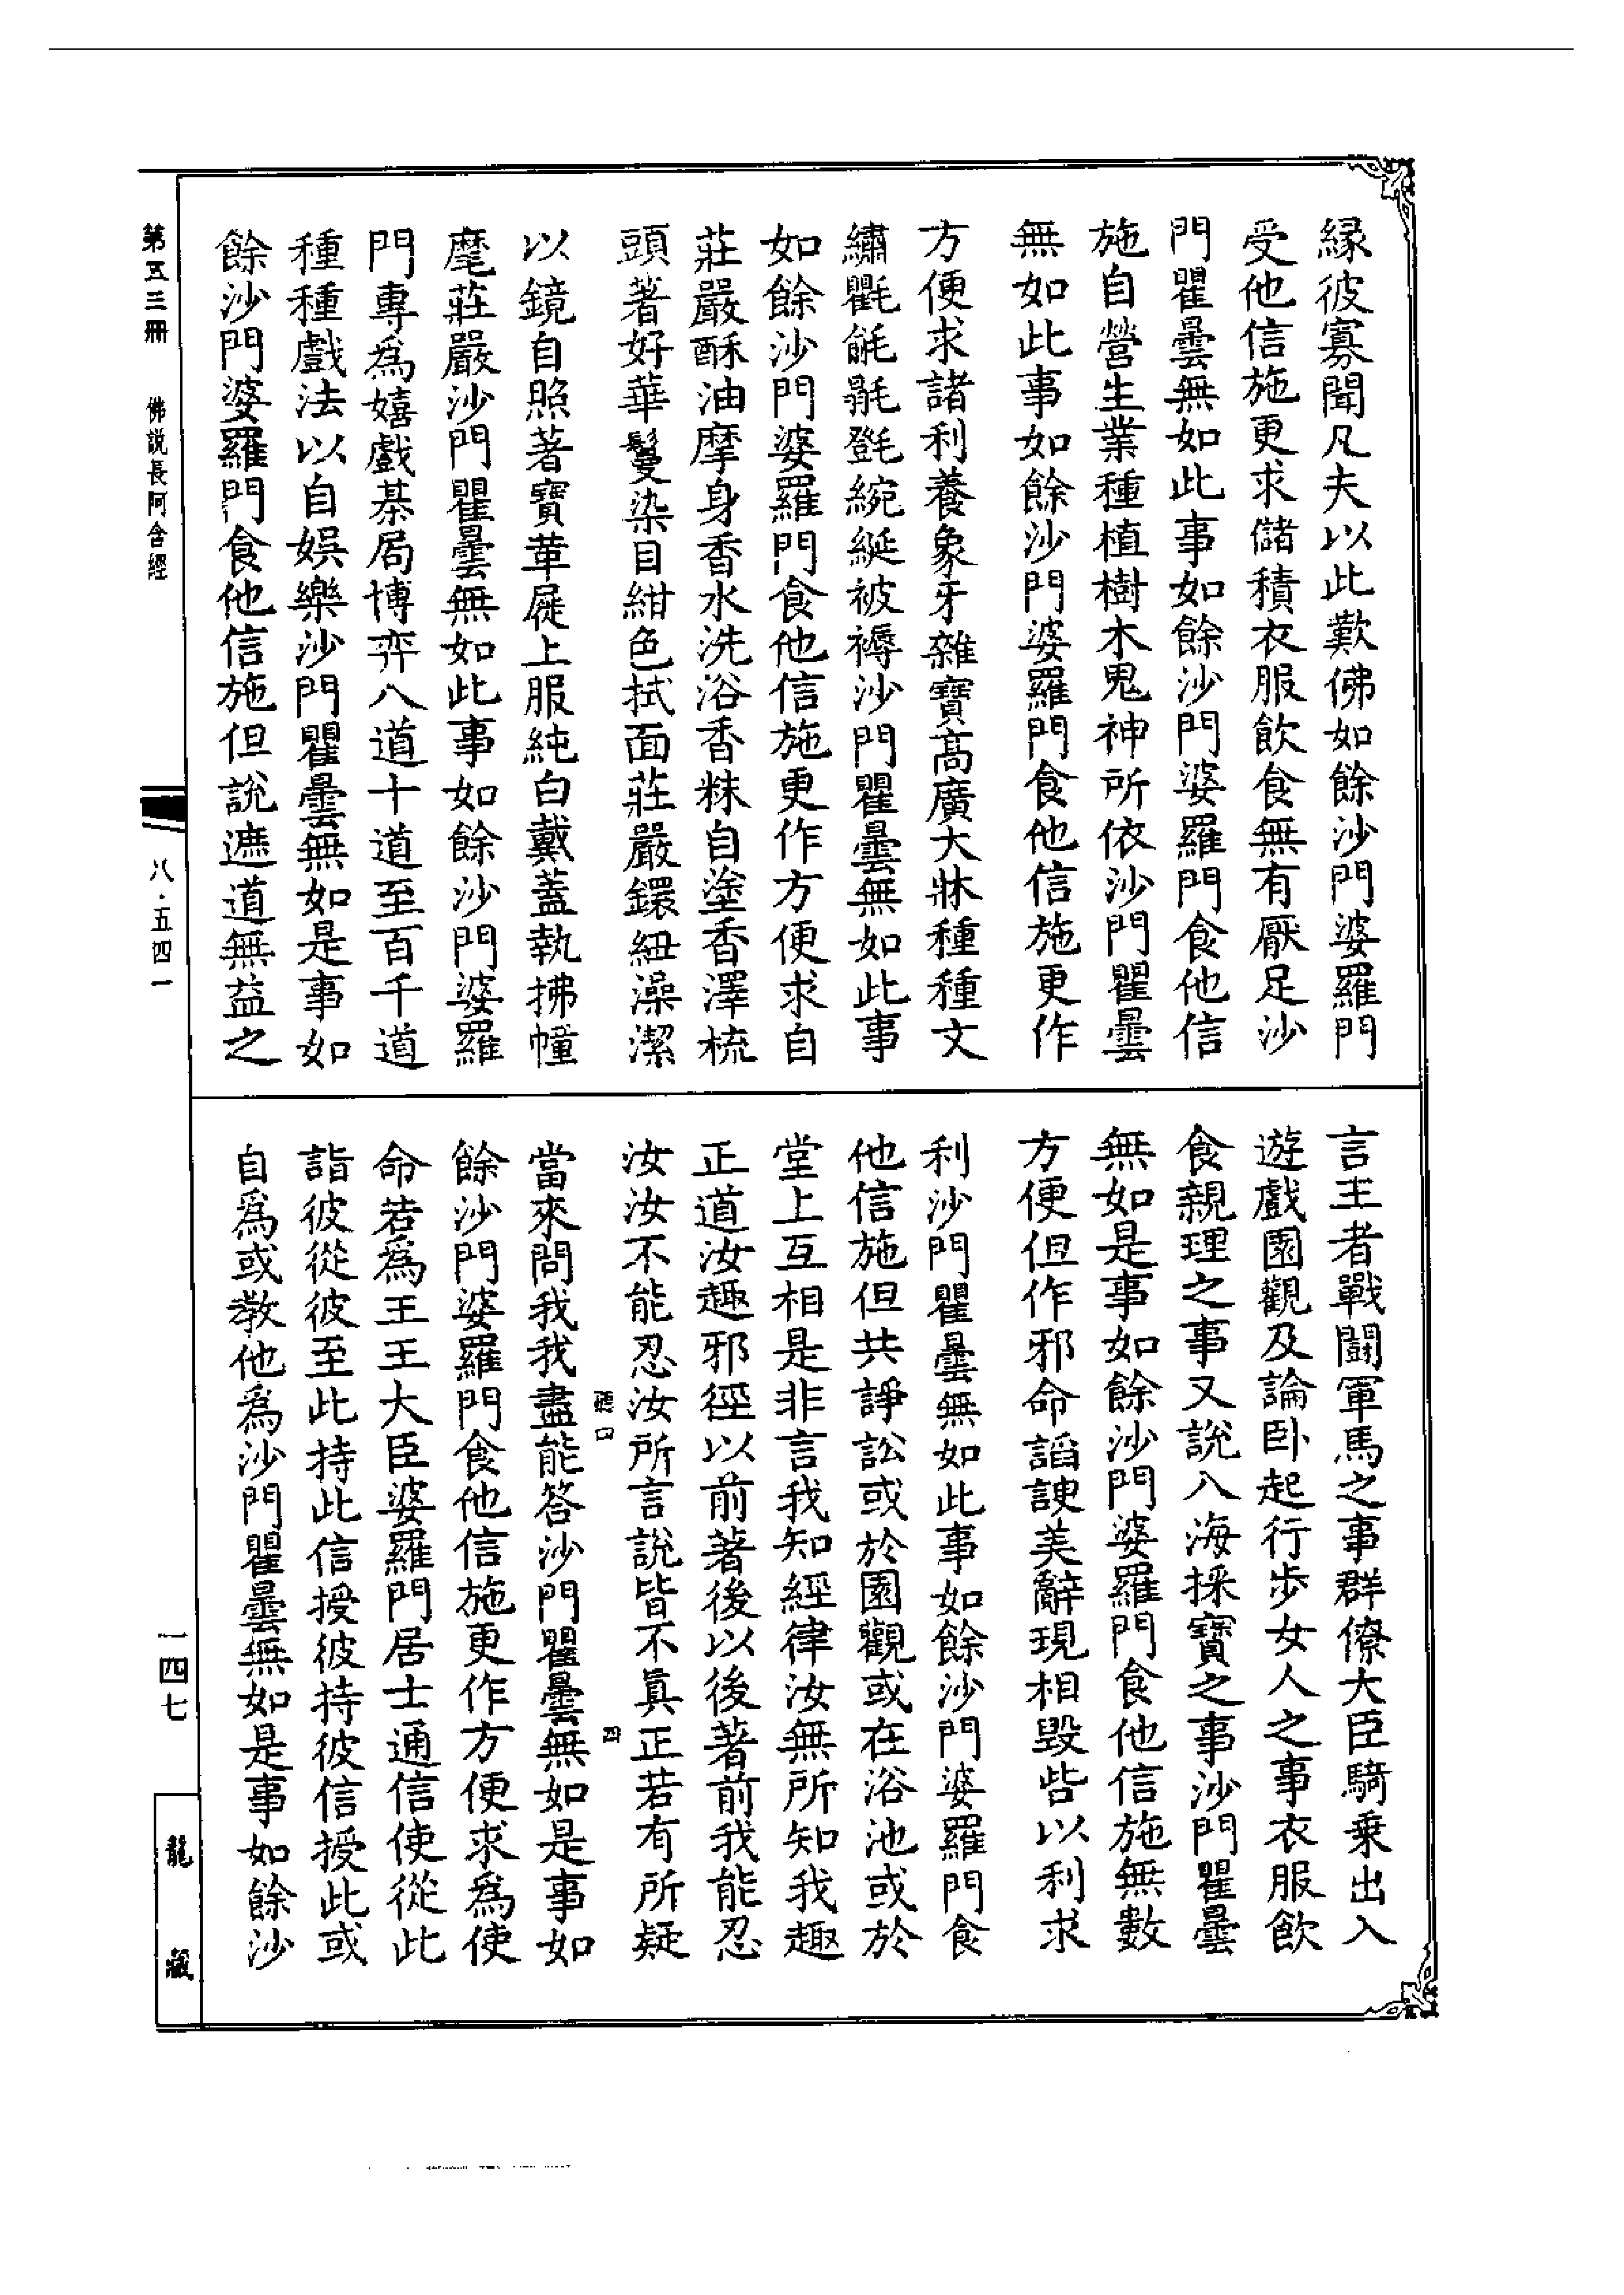 緣彼寡聞凡夫以此歎佛如餘沙門婆羅門
受他信施更求儲積衣服飲食無有厭足沙
門瞿曇無如此事如餘沙門婆羅門食他信
施自營生業種植樹木鬼神所依沙門瞿曇
無如此事如餘沙門婆羅門食他信施更作
方便求諸利養象牙雜寶高廣大牀種種文
繡氍毹㲪㲪綩綖被褥沙門瞿曇無如此事
如餘沙門婆羅門食他信施更作方便求自
莊嚴酥油摩身香水洗浴香粖自塗香澤梳
頭著好華鬘染目紺色拭面莊嚴鐶紐澡潔
以鏡自照著寶革屣上服純白戴蓋執拂幢
麾莊嚴沙門瞿曇無如此事如餘沙門婆羅
門專為嬉戲棊局博弈八道十道至百千道
種種戲法以自娛樂沙門瞿曇無如是事如
餘沙門婆羅門食他信施但說遮道無益之
言王者戰鬪軍馬之事群僚大臣騎乗出入
遊戲園觀及論卧起行步女人之事衣服飲
食親理之事又說入海採寶之事沙門瞿曇
無如是事如餘沙門婆羅門食他信施無數
方便但作邪命諂諛美辭現相毀呰以利求
利沙門瞿曇無如此事如餘沙門婆羅門食
他信施但共諍訟或於園觀或在浴池或於
堂上互相是非言我知經律汝無所知我趣
正道汝趣邪徑以前著後以後著前我能忍
汝汝不能忍汝所言說皆不真正若有所疑
當來問我我盡能答沙門瞿曇無如是事如
餘沙門婆羅門食他信施更作方便求為使
命若為王王大臣婆羅門居士通信使從此
詣彼從彼至此持此信授彼持彼信授此或
自爲或教他爲沙門瞿曇無如是事如餘沙
第五三冊
佛說長阿含經
八·五四一
一四七
龍藏